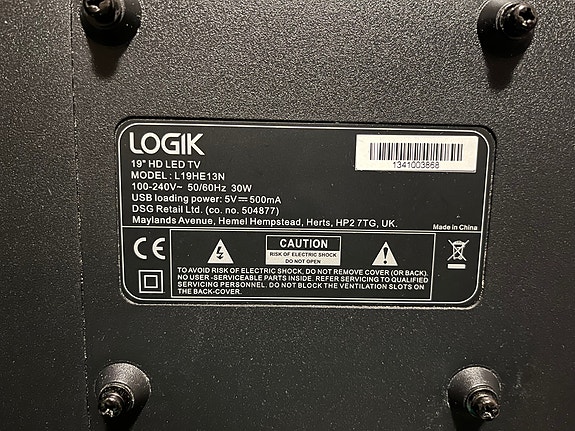 LOGIK
19" HD LED TV
MODEL : L19HE13N
100-240V~ 50/60Hz 30W
USB loading power: 5V⎓500mA
DSG Retail Ltd. (co. no. 504877)
Maylands Avenue, Hemel Hempstead, Herts, HP2 7TG, UK.
1341003868
Made in China
CE
CAUTION
RISK OF ELECTRIC SHOCK
DO NOT OPEN
TO AVOID RISK OF ELECTRIC SHOCK, DO NOT REMOVE COVER (OR BACK).
NO USER-SERVICEABLE PARTS INSIDE. REFER SERVICING TO QUALIFIED
SERVICING PERSONNEL. DO NOT BLOCK THE VENTILATION SLOTS ON
THE BACK-COVER.